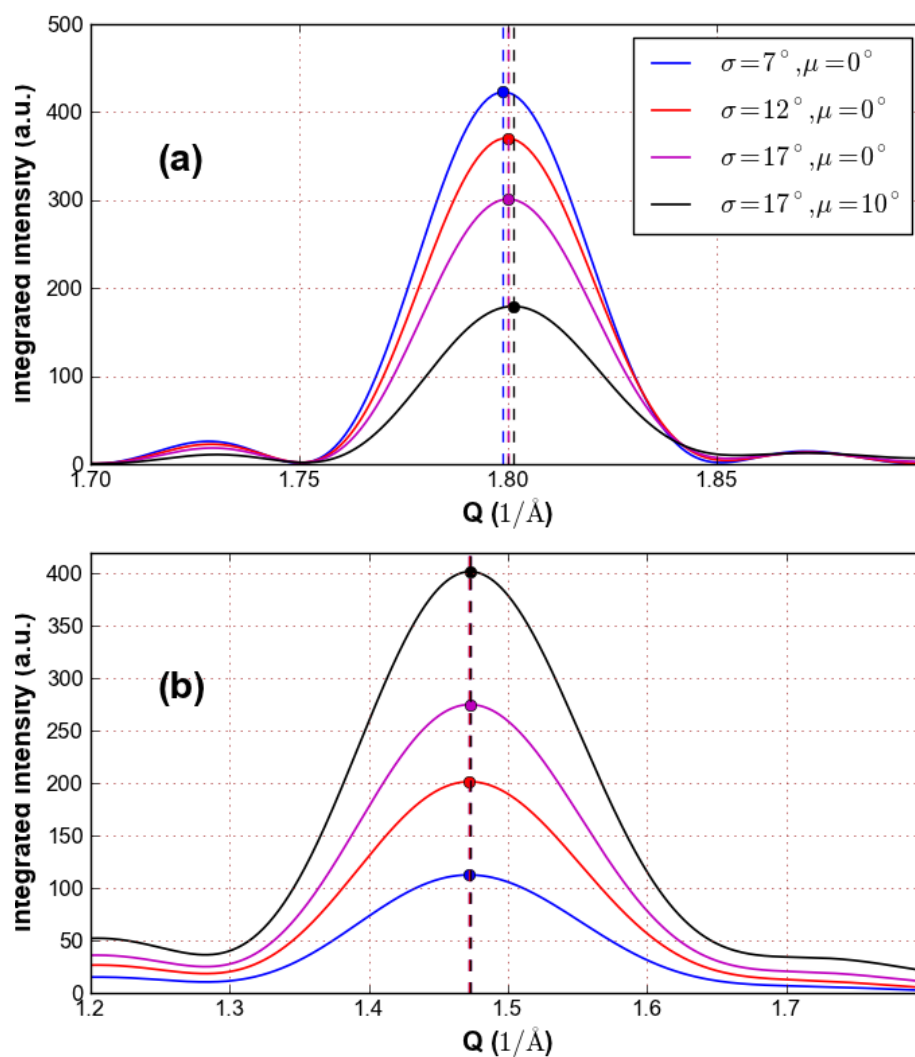 500
400
300
200
100
0
Integrated Intensity (a.u.)
(a)
σ=7°,μ=0°
σ=12°,μ=0°
σ=17°,μ=0°
σ=17°,μ=10°
1.70 1.75 1.80 1.85
Q (1/Å)
400
350
300
250
200
150
100
50
0
Integrated Intensity (a.u.)
(b)
1.2 1.3 1.4 1.5 1.6 1.7
Q (1/Å)